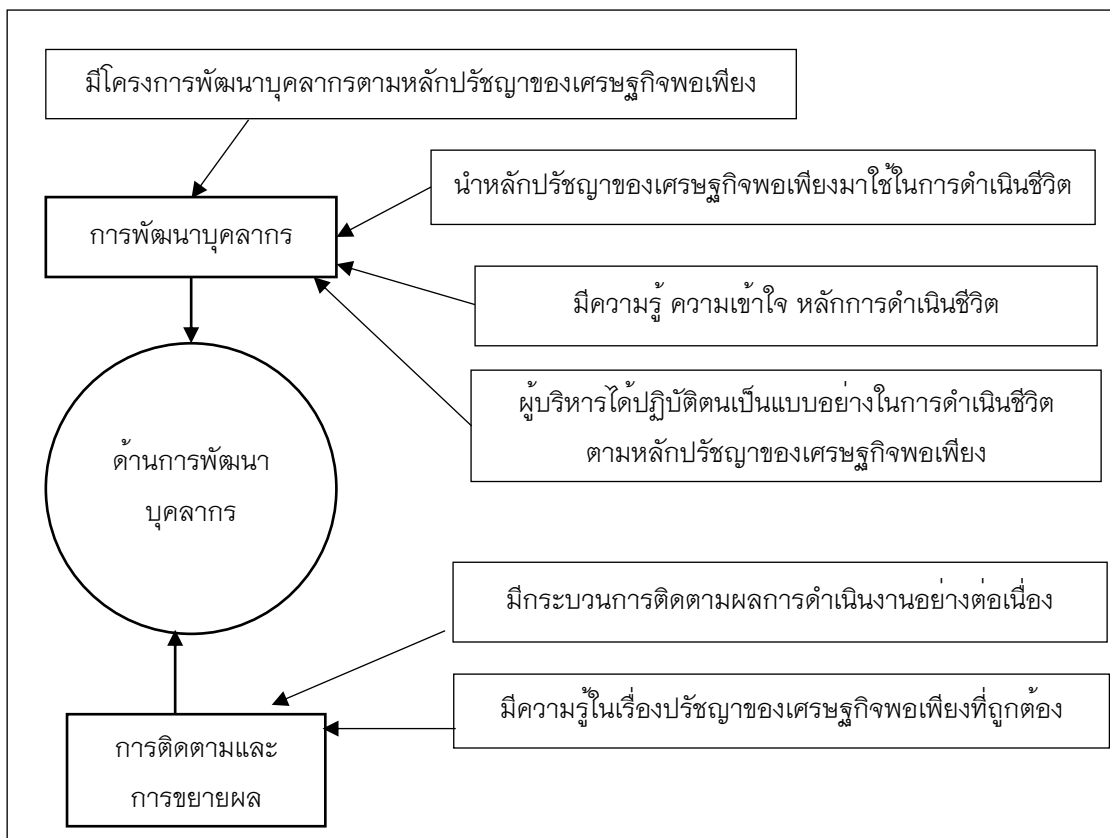 มีโครงการพัฒนาบุคลากรตามหลักปรัชญาของเศรษฐกิจพอเพียง
นำหลักปรัชญาของเศรษฐกิจพอเพียงมาใช้ในการดำเนินชีวิต
การพัฒนาบุคลากร
มีความรู้ ความเข้าใจ หลักการดำเนินชีวิต
ผู้บริหารได้ปฏิบัติตนเป็นแบบอย่างในการดำเนินชีวิต
ตามหลักปรัชญาของเศรษฐกิจพอเพียง
ด้านการพัฒนา
บุคลากร
มีกระบวนการติดตามผลการดำเนินงานอย่างต่อเนื่อง
มีความรู้ในเรื่องปรัชญาของเศรษฐกิจพอเพียงที่ถูกต้อง
การติดตามและ
การขยายผล